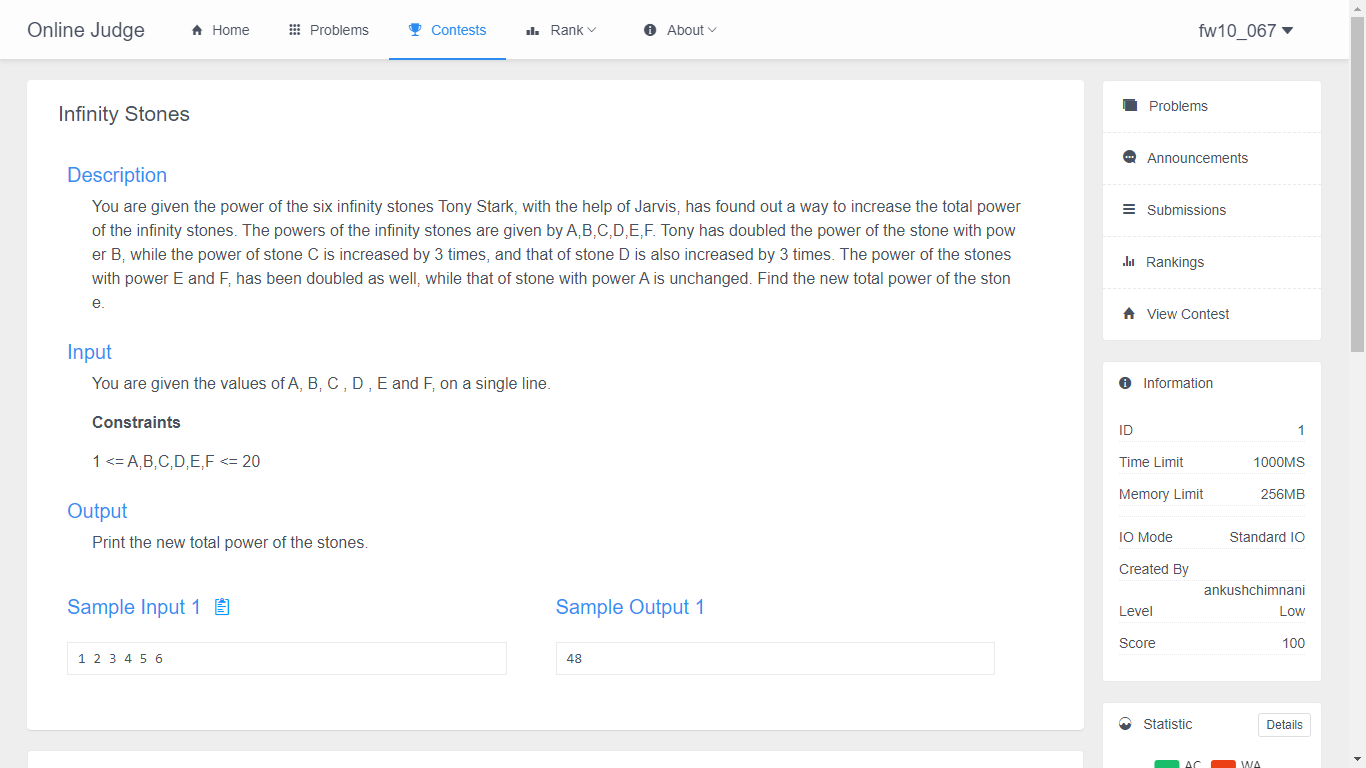 Online Judge
Home
Problems
Contests
Rank
About
fw10_067
Infinity Stones
Description
You are given the power of the six infinity stones Tony Stark, with the help of Jarvis, has found out a way to increase the total power
of the infinity stones. The powers of the infinity stones are given by A,B,C,D,E,F. Tony has doubled the power of the stone with pow
er B, while the power of stone C is increased by 3 times, and that of stone D is also increased by 3 times. The power of the stones
with power E and F, has been doubled as well, while that of stone with power A is unchanged. Find the new total power of the ston
e.
Input
You are given the values of A, B, C , D , E and F, on a single line.
Constraints
1 <= A,B,C,D,E,F <= 20
Output
Print the new total power of the stones.
Sample Input 1
Sample Output 1
1 2 3 4 5 6
48
Problems
Announcements
Submissions
Rankings
View Contest
Information
ID 1
Time Limit 1000MS
Memory Limit 256MB
IO Mode Standard IO
Created By
ankushchimnani
Level Low
Score 100
Statistic
Details
AC WA